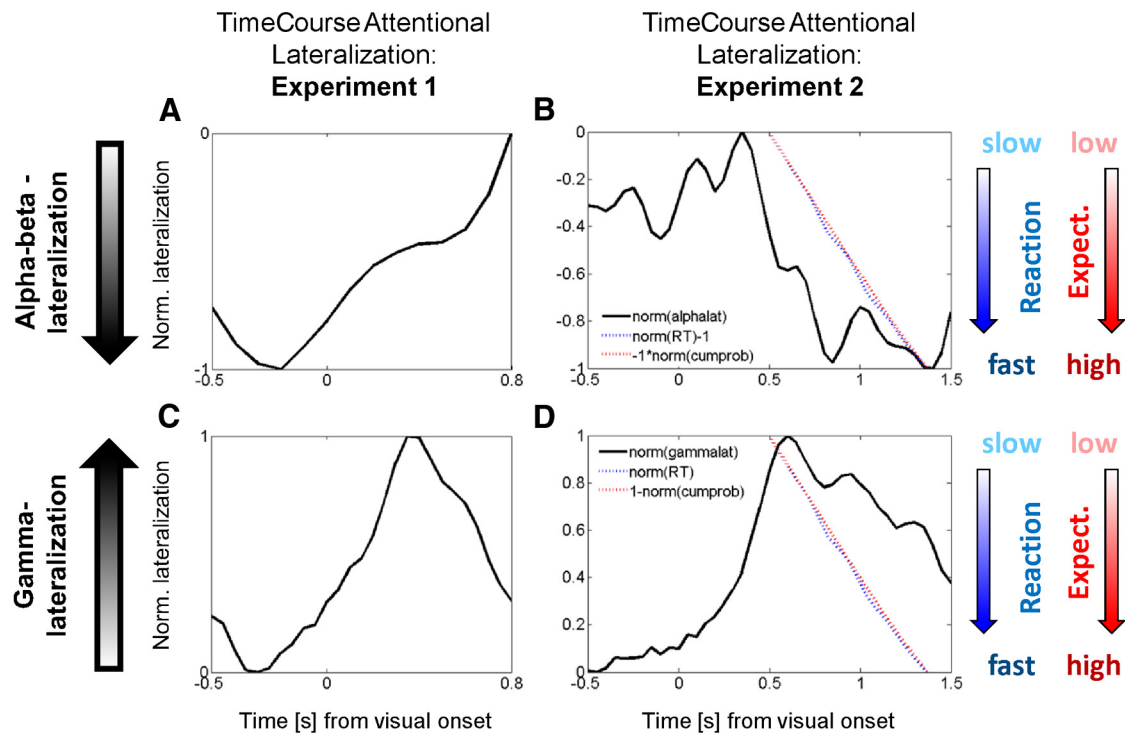 TimeCourse Attentional
Lateralization:
Experiment 1
TimeCourse Attentional
Lateralization:
Experiment 2
Alpha-beta -
lateralization
A
Norm. lateralization
0
-1
-0.5
0
0.8
B
0
-0.2
-0.4
-0.6
-0.8
-1
norm(alphalat)
norm(RT)-1
-1*norm(cumprob)
-0.5
0
0.5
1
1.5
slow
low
Reaction
Expect.
fast
high
Gamma-
lateralization
C
Norm. lateralization
1
0
-0.5
0
0.8
D
1
0.8
0.6
0.4
0.2
0
norm(gammalat)
norm(RT)
1-norm(cumprob)
-0.5
0
0.5
1
1.5
slow
low
Reaction
Expect.
fast
high
Time [s] from visual onset
Time [s] from visual onset